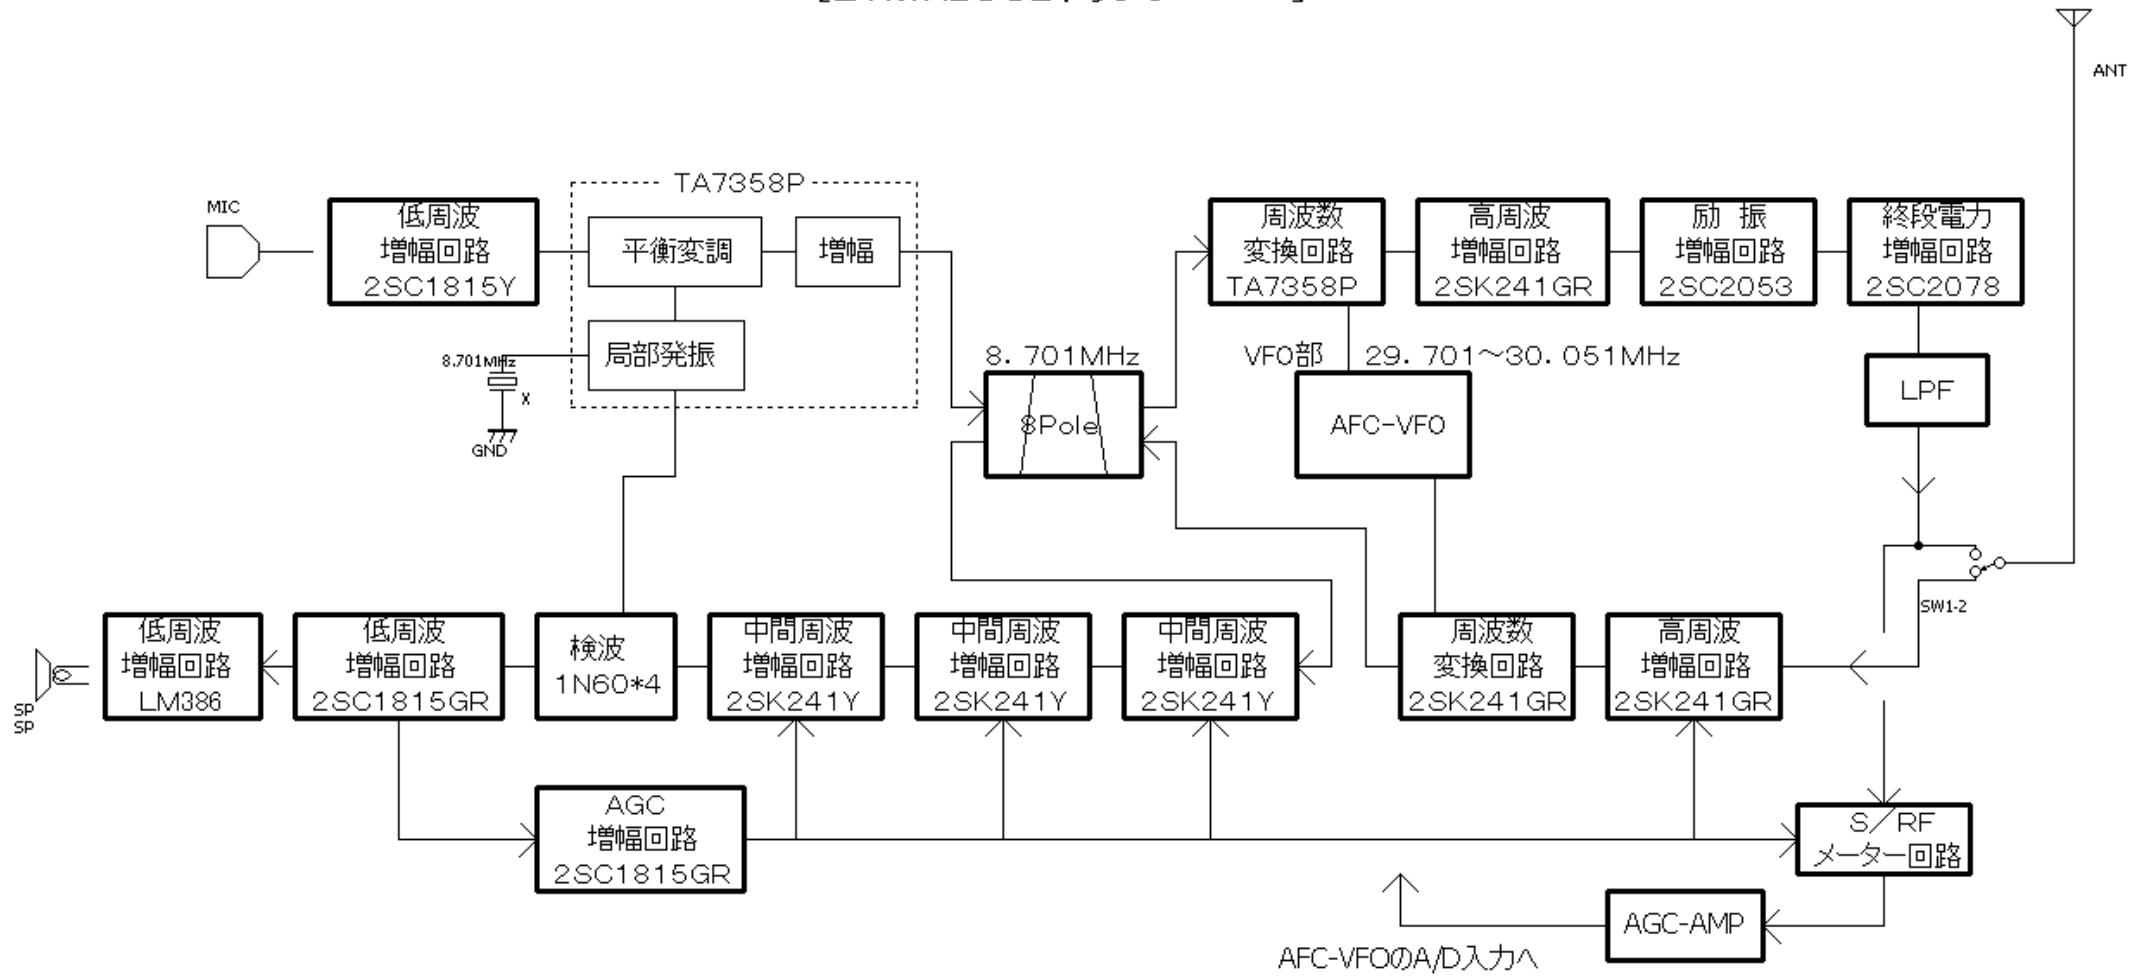 ANT
TA7358P
MIC
低周波
増幅回路
2SC1815Y
平衡変調
増幅
周波数
変換回路
TA7358P
高周波
増幅回路
2SK241GR
励 振
増幅回路
2SC2053
終段電力
増幅回路
2SC2078
局部発振
8.701MHz
X
GND
8.701MHz
8Pole
VFO部
29.701～30.051MHz
AFC-VFO
LPF
SW1-2
SP
SP
低周波
増幅回路
LM386
低周波
増幅回路
2SC1815GR
検波
1N60*4
中間周波
増幅回路
2SK241Y
中間周波
増幅回路
2SK241Y
中間周波
増幅回路
2SK241Y
周波数
変換回路
2SK241GR
高周波
増幅回路
2SK241GR
AGC
増幅回路
2SC1815GR
S／RF
メーター回路
AGC-AMP
AFC-VFOのA/D入力へ